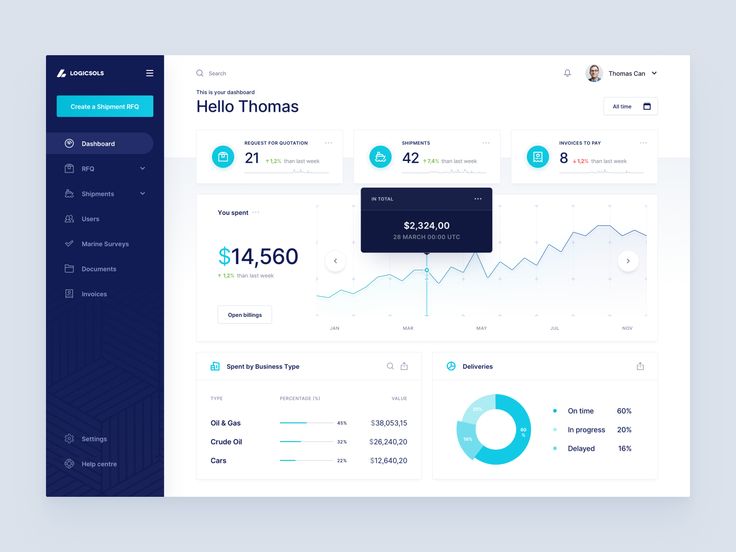 LOGICSOLS
Create a Shipment RFQ
Dashboard
RFQ
Shipments
Users
Marine Surveys
Documents
Invoices
Settings
Help centre
Search
Thomas Can
This is your dashboard
Hello Thomas
All time
REQUEST FOR QUOTATION
21 1,2% than last week
SHIPMENTS
42 7,4% than last week
INVOICES TO PAY
8 1,2% than last week
You spent
$14,560
1,2% than last week
Open billings
IN TOTAL
$2,324,00
28 MARCH 00:00 UTC
JAN MAR MAY JUL NOV
Spent by Business Type
TYPE PERCENTAGE (%) VALUE
Oil & Gas 45% $38,053,15
Crude Oil 32% $26,240,20
Cars 22% $12,640,20
Deliveries
20%
16%
60
%
On time 60%
In progress 20%
Delayed 16%